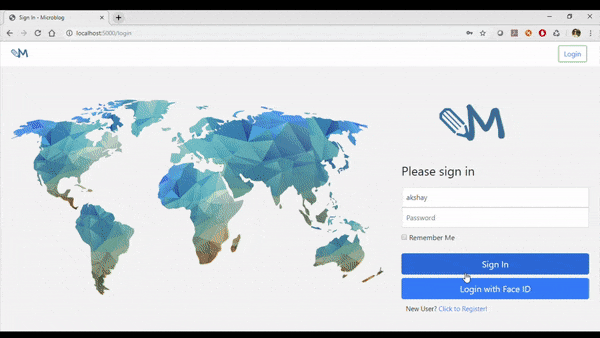 Sign In - Microblog
localhost:5000/login
M
Login
M
Please sign in
akshay
Password
Remember Me
Sign In
Login with Face ID
New User? Click to Register!